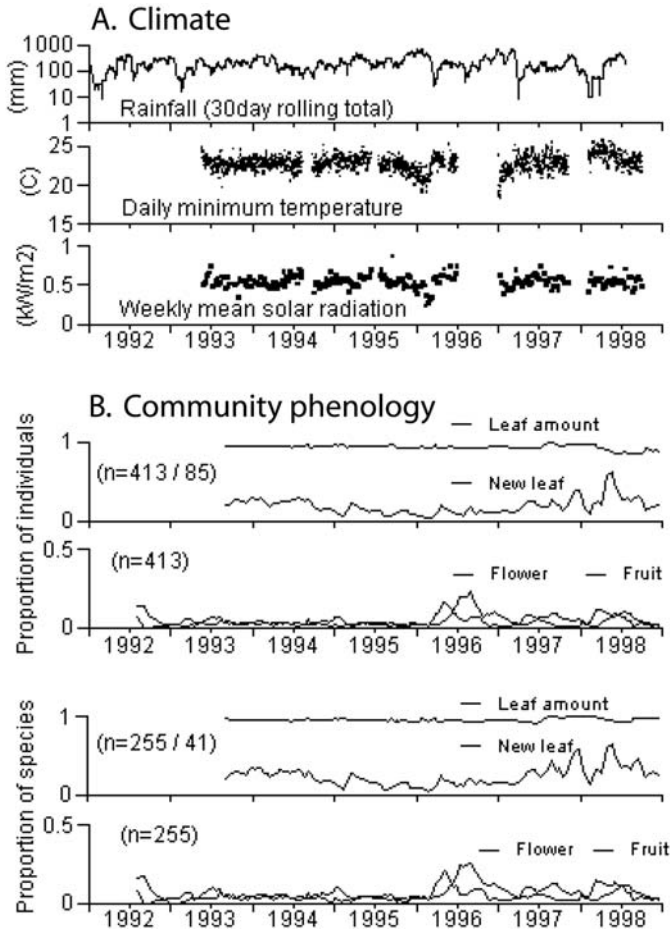 A. Climate
(mm)
1000
100
10
1
Rainfall (30day rolling total)
(C)
25
20
15
Daily minimum temperature
(kW/m2)
1
0.5
0
Weekly mean solar radiation
1992 1993 1994 1995 1996 1997 1998
B. Community phenology
Proportion of individuals
1
0
Leaf amount
(n=413 / 85)
New leaf
0.5
0
(n=413)
Flower
Fruit
1992 1993 1994 1995 1996 1997 1998
Proportion of species
1
0
Leaf amount
(n=255 / 41)
New leaf
0.5
0
(n=255)
Flower
Fruit
1992 1993 1994 1995 1996 1997 1998